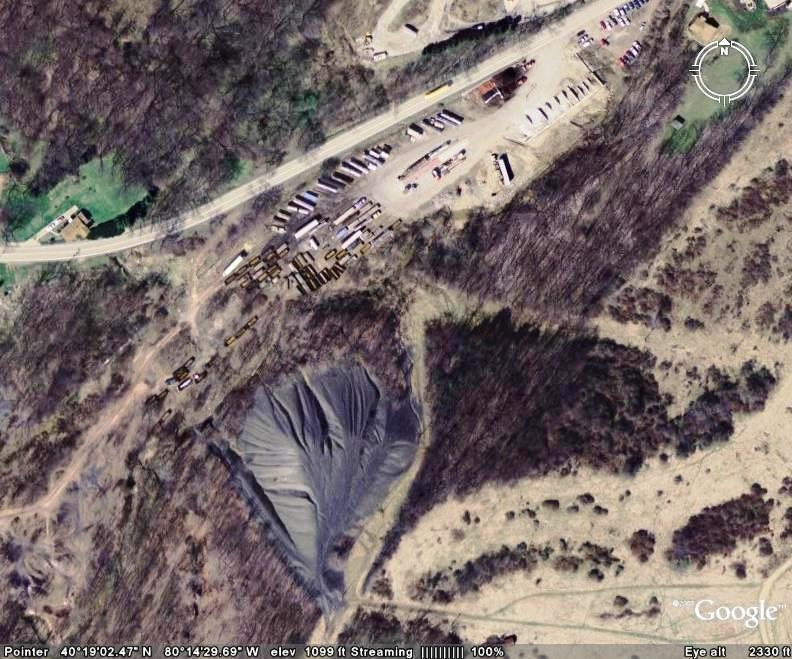 N
©2007 Google™
Pointer 40°19'02.47" N 80°14'29.69" W elev 1099 ft Streaming ||||||||| 100% Eye alt 2330 ft